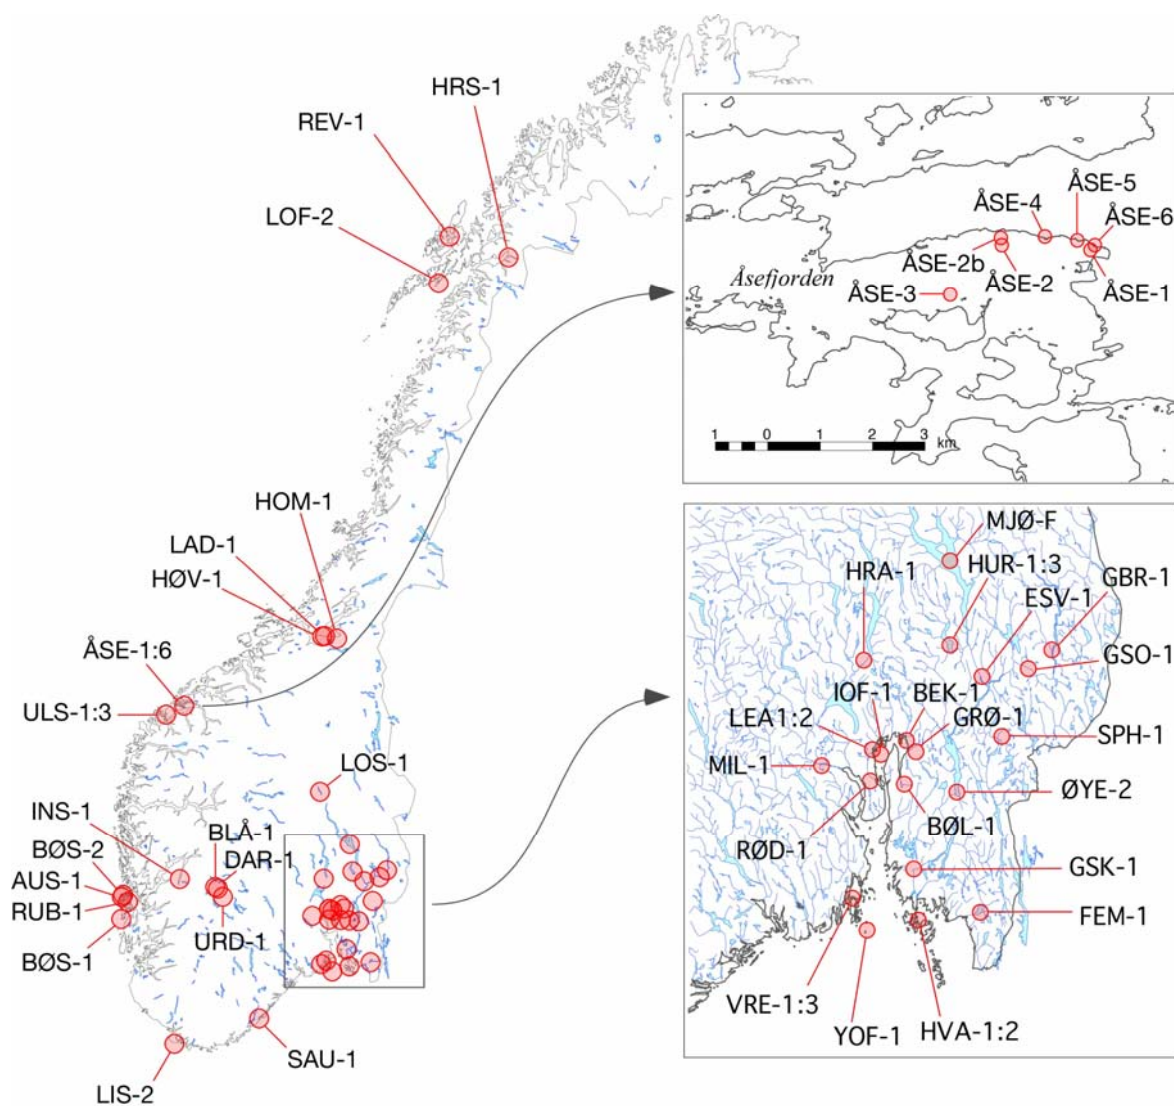 HRS-1
REV-1
LOF-2
HOM-1
LAD-1
HØV-1
ÅSE-1:6
ULS-1:3
LOS-1
INS-1
BLÅ-1
BØS-2
DAR-1
AUS-1
RUB-1
URD-1
BØS-1
SAU-1
LIS-2
ÅSE-5
ÅSE-4
ÅSE-6
ÅSE-2b
Åsefjorden
ÅSE-2
ÅSE-1
ÅSE-3
1 0 1 2 3
km
MJØ-F
HUR-1:3
HRA-1
GBR-1
ESV-1
GSO-1
IOF-1
BEK-1
LEA1:2
GRØ-1
SPH-1
MIL-1
ØYE-2
BØL-1
RØD-1
GSK-1
FEM-1
VRE-1:3
YOF-1
HVA-1:2